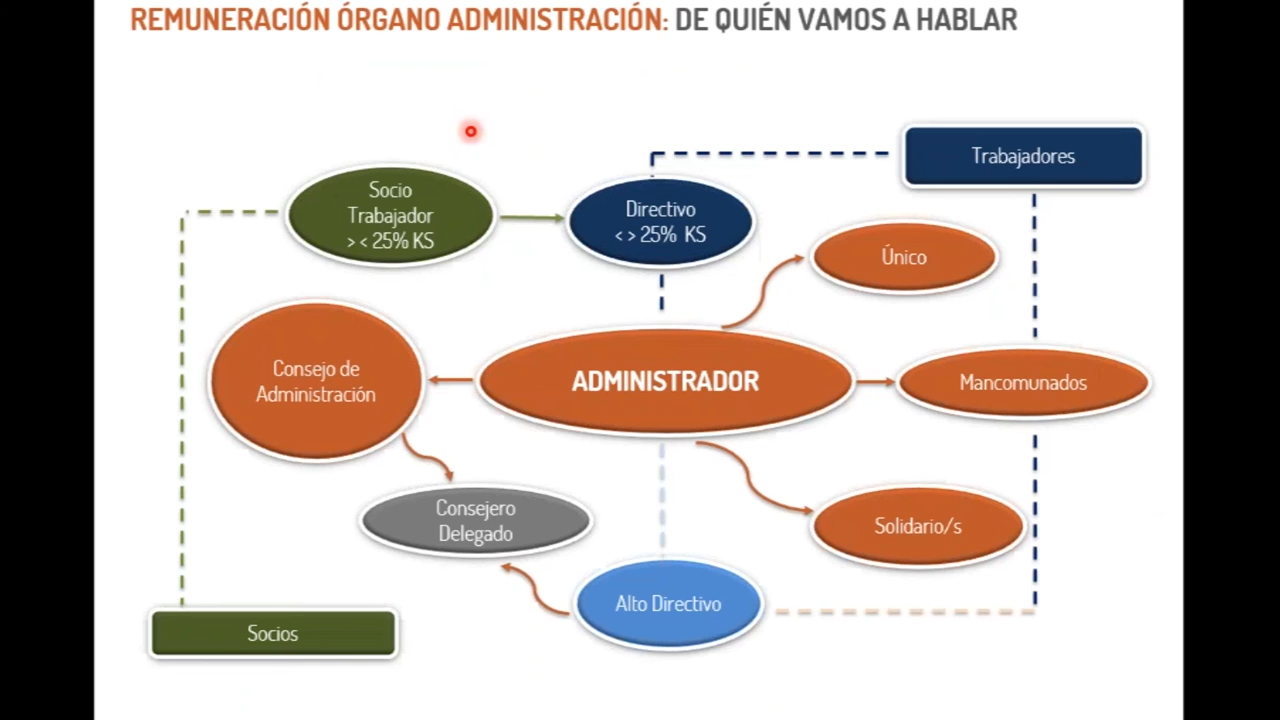 REMUNERACIÓN ÓRGANO ADMINISTRACIÓN: DE QUIÉN VAMOS A HABLAR
Trabajadores
Socio
Trabajador
> < 25% KS
Directivo
< > 25% KS
Único
Consejo de
Administración
ADMINISTRADOR
Mancomunados
Consejero
Delegado
Solidario/s
Alto Directivo
Socios